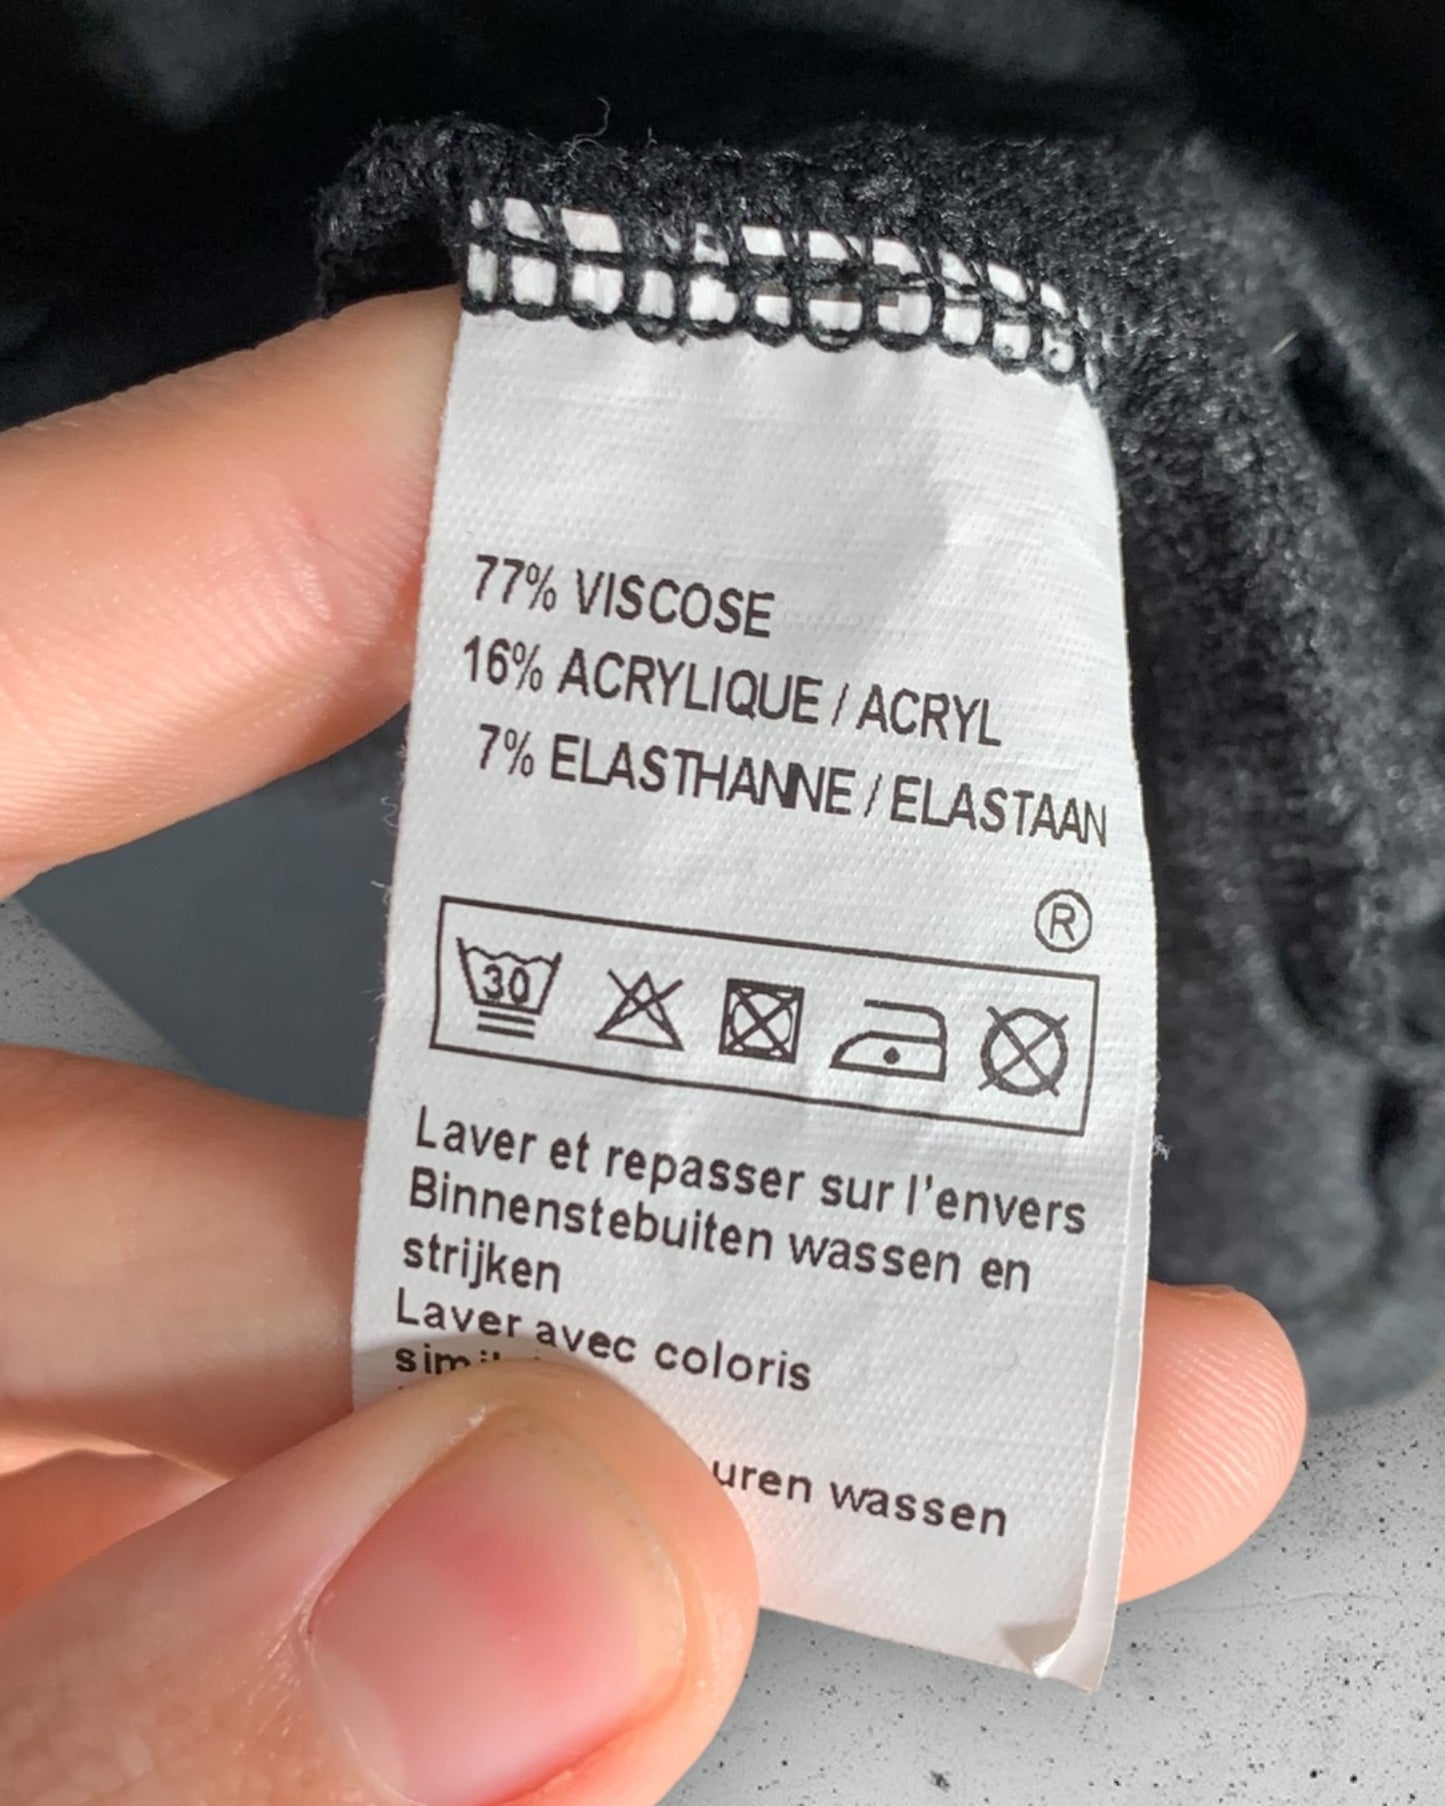 77% VISCOSE
16% ACRYLIQUE / ACRYL
7% ELASTHANNE / ELASTAAN
®
30
Laver et repasser sur l'envers
Binnenstebuiten wassen en
strijken
Laver avec coloris
wassen